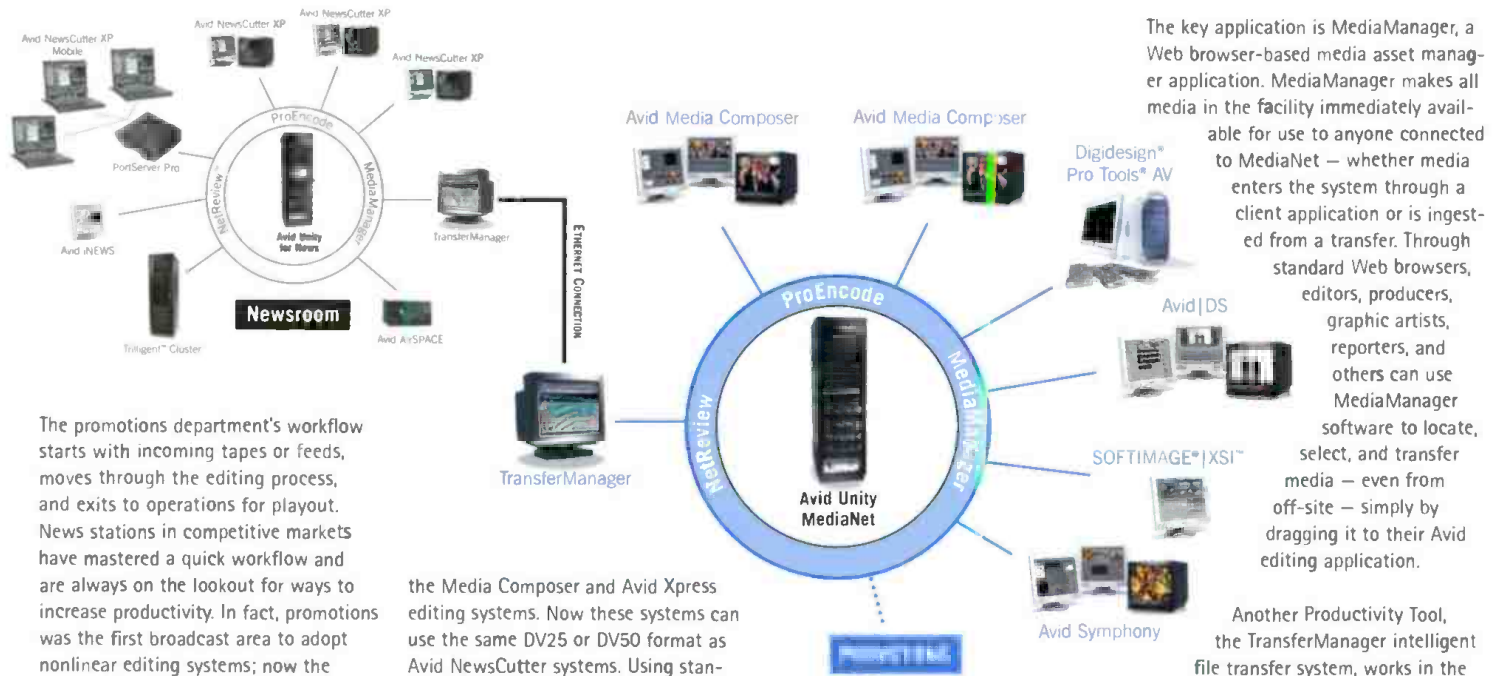 Avid NewsCutter XP
Mobile
Avid NewsCutter XP
Avid NewsCutter XP
Avid NewsCutter XP
PortServer Pro
Avid iNEWS
Trilligent™ Cluster
ProEncode
NetReview™
MediaManager
Avid Unity
for News
Newsroom
Avid AirSPACE
TransferManager
ETHERNET CONNECTION
TransferManager
Avid Media Composer
Avid Media Composer
Digidesign®
Pro Tools® AV
Avid|DS
SOFTIMAGE®|XSI™
Avid Symphony
ProEncode
NetReview
MediaManager
Avid Unity
MediaNet
The promotions department's workflow
starts with incoming tapes or feeds,
moves through the editing process,
and exits to operations for playout.
News stations in competitive markets
have mastered a quick workflow and
are always on the lookout for ways to
increase productivity. In fact, promotions
was the first broadcast area to adopt
nonlinear editing systems; now the
the Media Composer and Avid Xpress
editing systems. Now these systems can
use the same DV25 or DV50 format as
Avid NewsCutter systems. Using stan-
The key application is MediaManager, a
Web browser-based media asset manag-
er application. MediaManager makes all
media in the facility immediately avail-
able for use to anyone connected
to MediaNet — whether media
enters the system through a
client application or is ingest-
ed from a transfer. Through
standard Web browsers,
editors, producers,
graphic artists,
reporters, and
others can use
MediaManager
software to locate,
select, and transfer
media — even from
off-site — simply by
dragging it to their Avid
editing application.
Another Productivity Tool,
the TransferManager intelligent
file transfer system, works in the